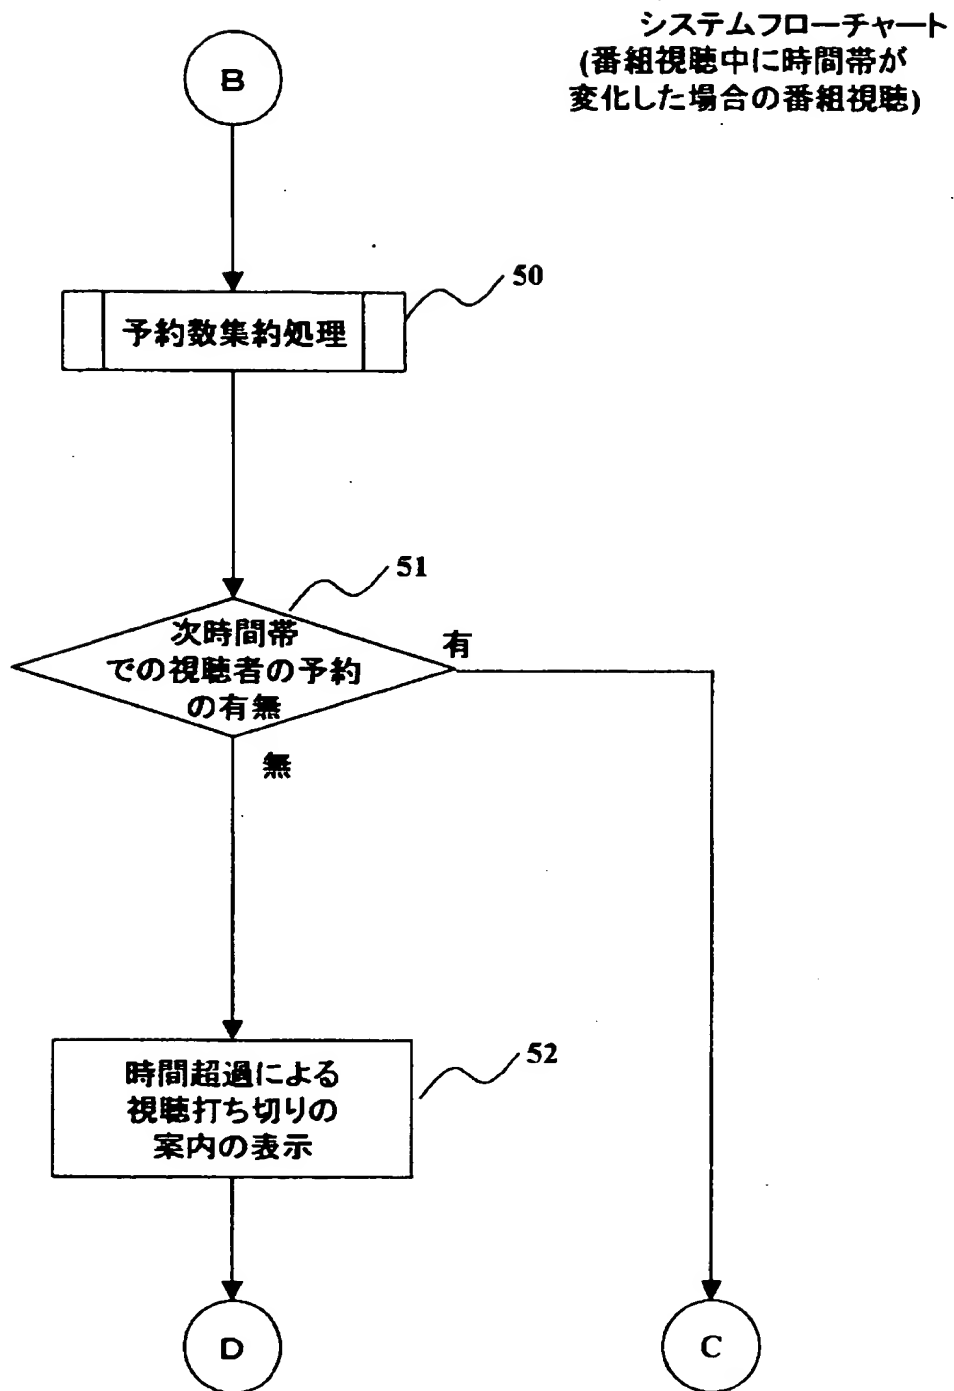 システムフローチャート
(番組視聴中に時間帯が
変化した場合の番組視聴)
B
50
予約数集約処理
51
次時間帯
での視聴者の予約
の有無
有
無
52
時間超過による
視聴打ち切りの
案内の表示
D
C